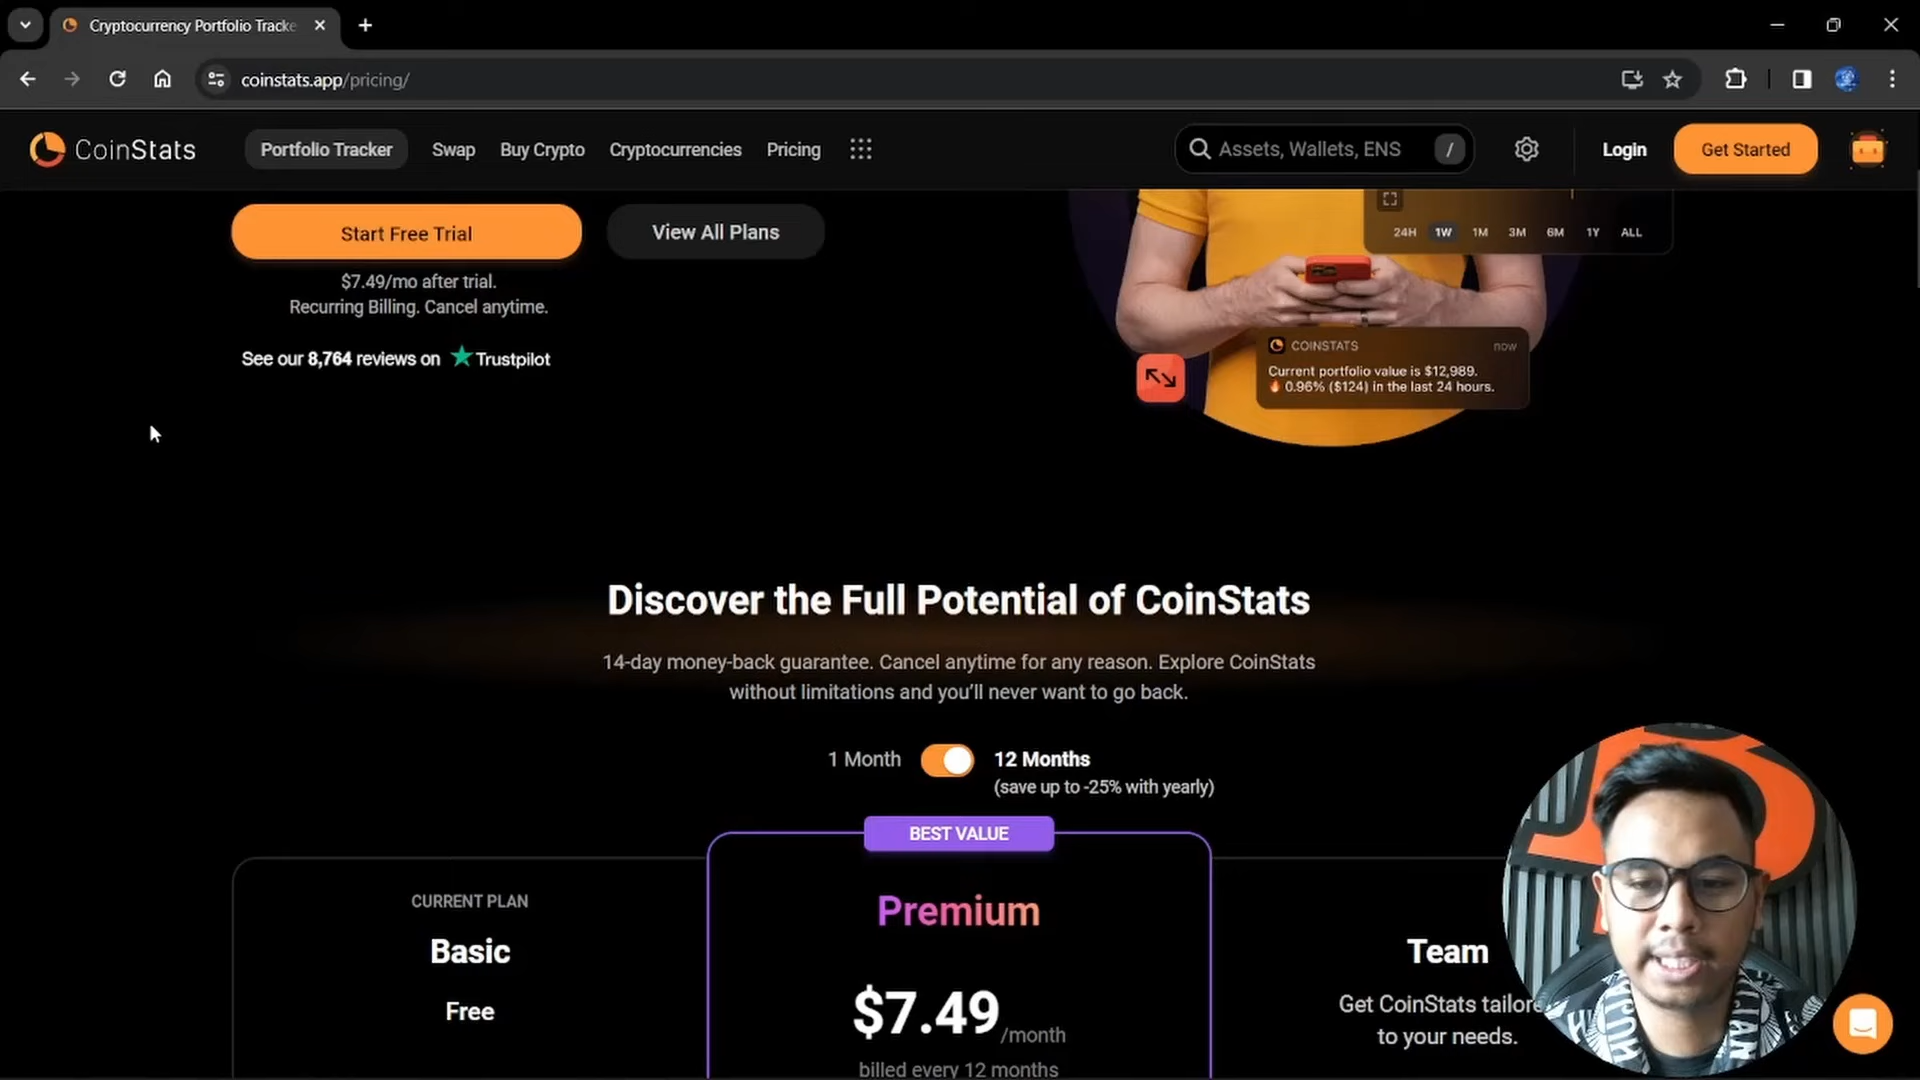 Cryptocurrency Portfolio Tracke
coinstats.app/pricing/
CoinStats
Portfolio Tracker
Swap
Buy Crypto
Cryptocurrencies
Pricing
Assets, Wallets, ENS
/
Login
Get Started
Start Free Trial
View All Plans
$7.49/mo after trial.
Recurring Billing. Cancel anytime.
See our 8,764 reviews on Trustpilot
24H 1W 1M 3M 6M 1Y ALL
COINSTATS now
Current portfolio value is $12,989.
🔥 0.96% ($124) in the last 24 hours.
Discover the Full Potential of CoinStats
14-day money-back guarantee. Cancel anytime for any reason. Explore CoinStats
without limitations and you’ll never want to go back.
1 Month
12 Months
(save up to -25% with yearly)
BEST VALUE
CURRENT PLAN
Basic
Free
Premium
$7.49/month
billed every 12 months
Team
Get CoinStats tailore
to your needs.